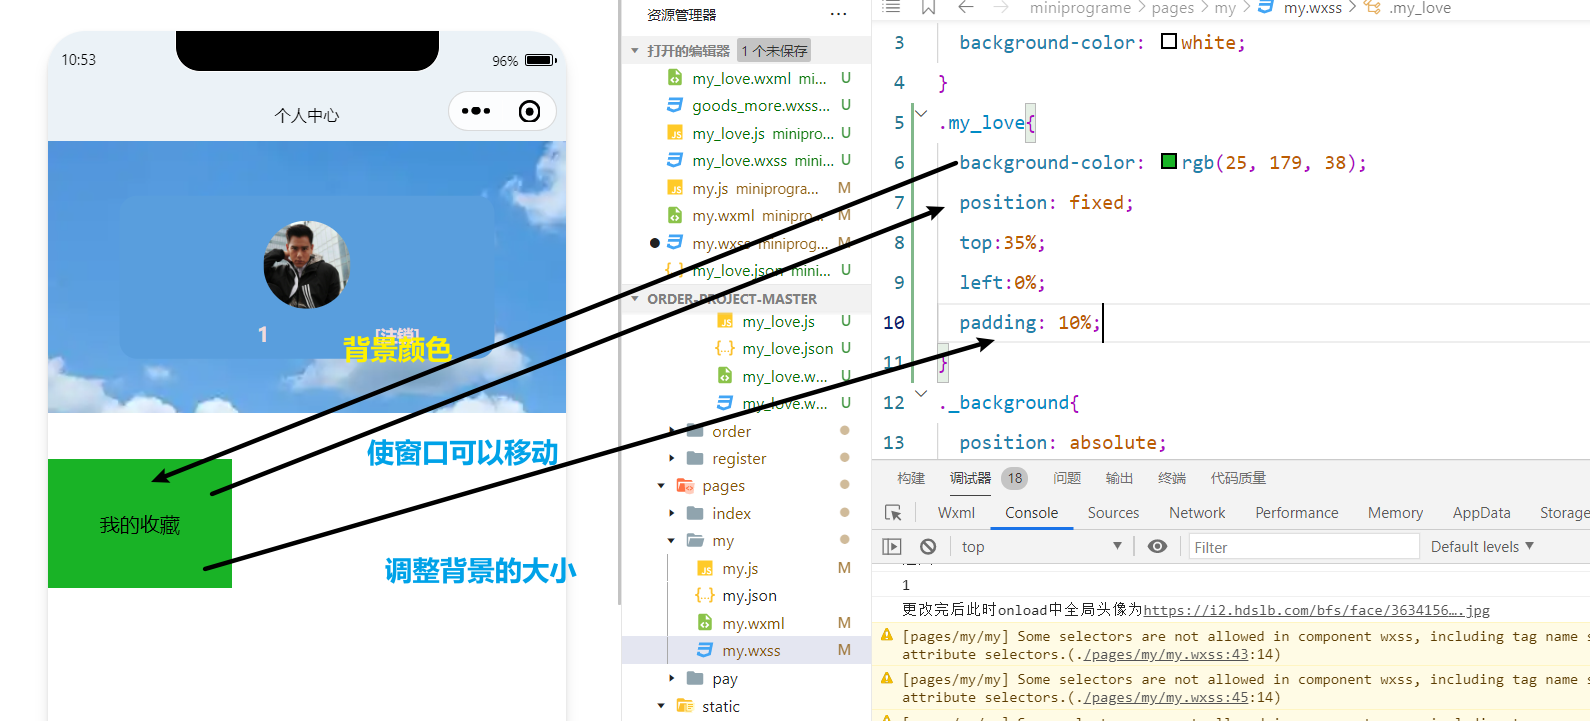 10:53
96%
个人中心
1
[注销]
背景颜色
使窗口可以移动
我的收藏
调整背景的大小
资源管理器
···
打开的编辑器
1 个未保存
my_love.wxml mi... U
goods_more.wxss... U
my_love.js minipro... U
my_love.wxss mini... U
my.js miniprogra... M
my.wxml minipro... M
my.wxss miniprog... M
my_love.json mini... U
ORDER-PROJECT-MASTER
my_love.js U
my_love.json U
my_love.w... U
my_love.w... U
order
register
pages
index
my
my.js M
my.json
my.wxml M
my.wxss M
pay
static
miniprograme > pages > my > my.wxss > .my_love
3 background-color: white;
4 }
5 .my_love{
6 background-color: rgb(25, 179, 38);
7 position: fixed;
8 top:35%;
9 left:0%;
10 padding: 10%;
11 }
12 ._background{
13 position: absolute;
构建 调试器 18 问题 输出 终端 代码质量
Wxml Console Sources Network Performance Memory AppData Storage
top Filter Default levels
1
更改完后此时onload中全局头像为https://i2.hdslb.com/bfs/face/3634156….jpg
[pages/my/my] Some selectors are not allowed in component wxss, including tag name s
attribute selectors.(./pages/my/my.wxss:43:14)
[pages/my/my] Some selectors are not allowed in component wxss, including tag name s
attribute selectors.(./pages/my/my.wxss:45:14)